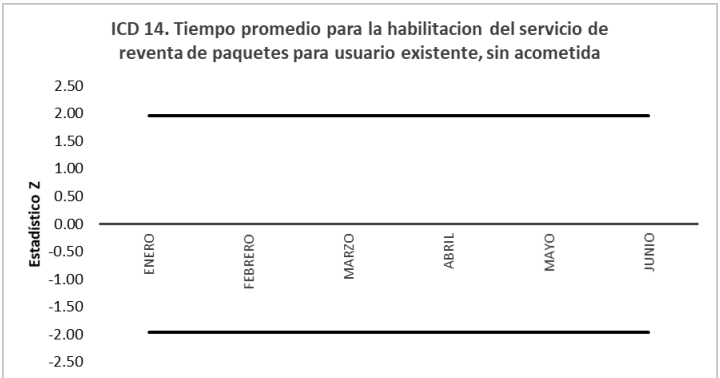 ICD 14. Tiempo promedio para la habilitacion del servicio de
reventa de paquetes para usuario existente, sin acometida
Estadístico Z
2.50
2.00
1.50
1.00
0.50
0.00
-0.50
-1.00
-1.50
-2.00
-2.50
ENERO
FEBRERO
MARZO
ABRIL
MAYO
JUNIO